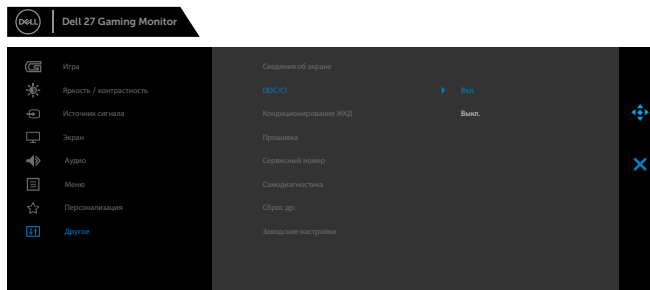 DELL Dell 27 Gaming Monitor
Игра
Яркость / контрастность
Источник сигнала
Экран
Аудио
Меню
Персонализация
Другое
Сведения об экране
DDC/CI Вкл.
Кондиционирование ЖКД Выкл.
Прошивка
Сервисный номер
Самодиагностика
Сброс др.
Заводские настройки